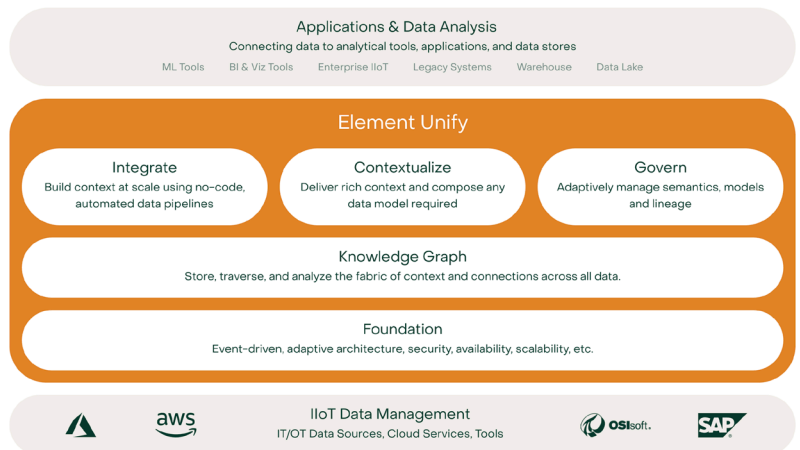 Applications & Data Analysis
Connecting data to analytical tools, applications, and data stores
ML Tools BI & Viz Tools Enterprise IIoT Legacy Systems Warehouse Data Lake
Element Unify
Integrate
Build context at scale using no-code,
automated data pipelines
Contextualize
Deliver rich context and compose any
data model required
Govern
Adaptively manage semantics, models
and lineage
Knowledge Graph
Store, traverse, and analyze the fabric of context and connections across all data.
Foundation
Event-driven, adaptive architecture, security, availability, scalability, etc.
aws
IIoT Data Management
IT/OT Data Sources, Cloud Services, Tools
OSIsoft.
SAP®